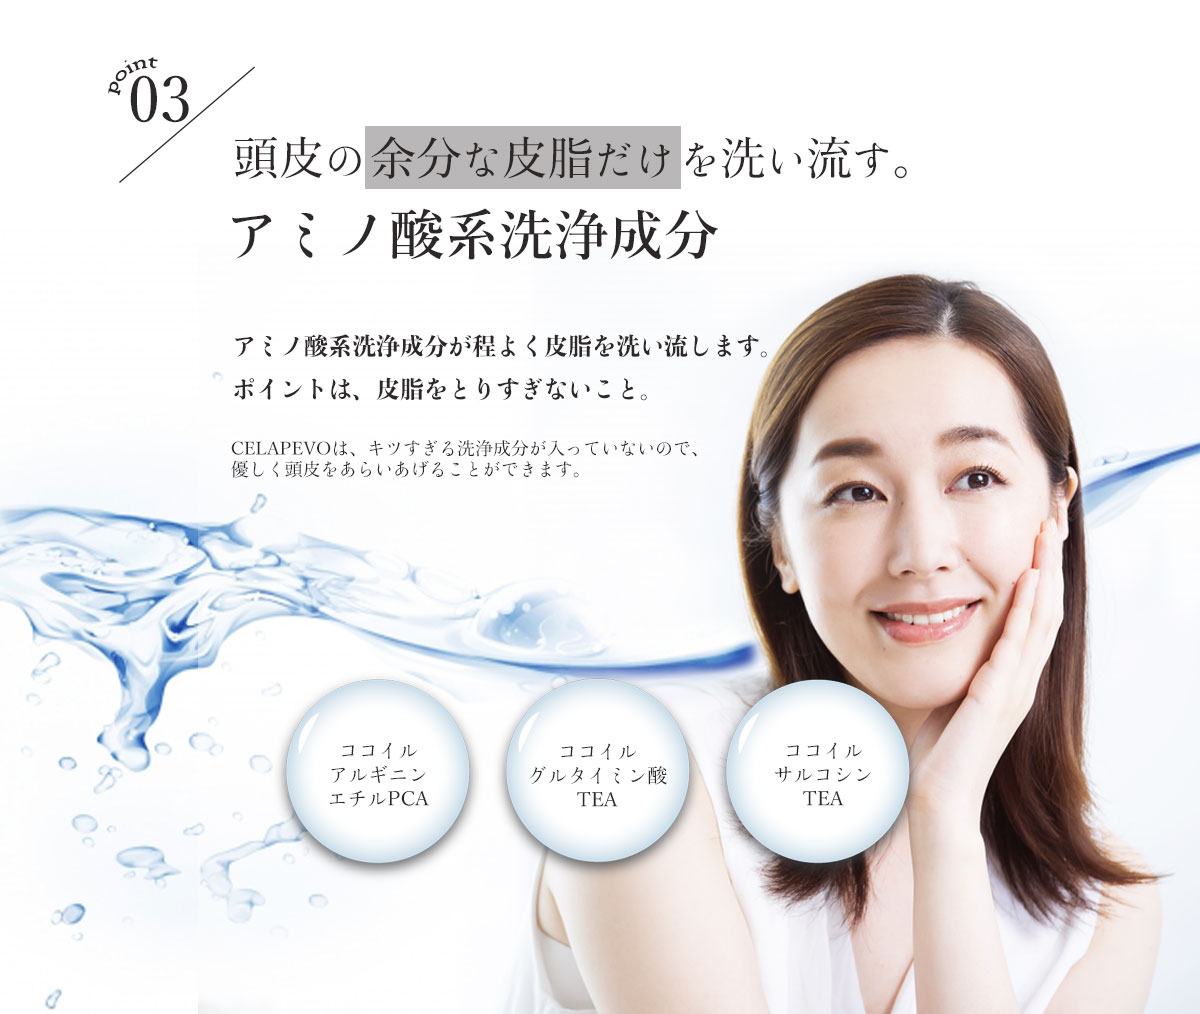 point
03
頭皮の余分な皮脂だけを洗い流す。
アミノ酸系洗浄成分
アミノ酸系洗浄成分が程よく皮脂を洗い流します。
ポイントは、皮脂をとりすぎないこと。
CELAPEVOは、キツすぎる洗浄成分が入っていないので、
優しく頭皮をあらいあげることができます。
ココイル
アルギニン
エチルPCA
ココイル
グルタイミン酸
TEA
ココイル
サルコシン
TEA